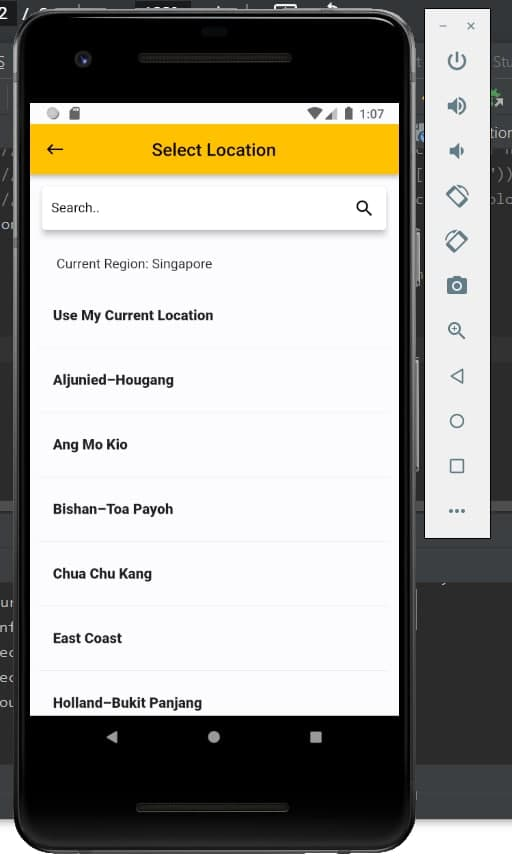 1:07
Select Location
Search..
Current Region: Singapore
Use My Current Location
Aljunied–Hougang
Ang Mo Kio
Bishan–Toa Payoh
Chua Chu Kang
East Coast
Holland–Bukit Panjang